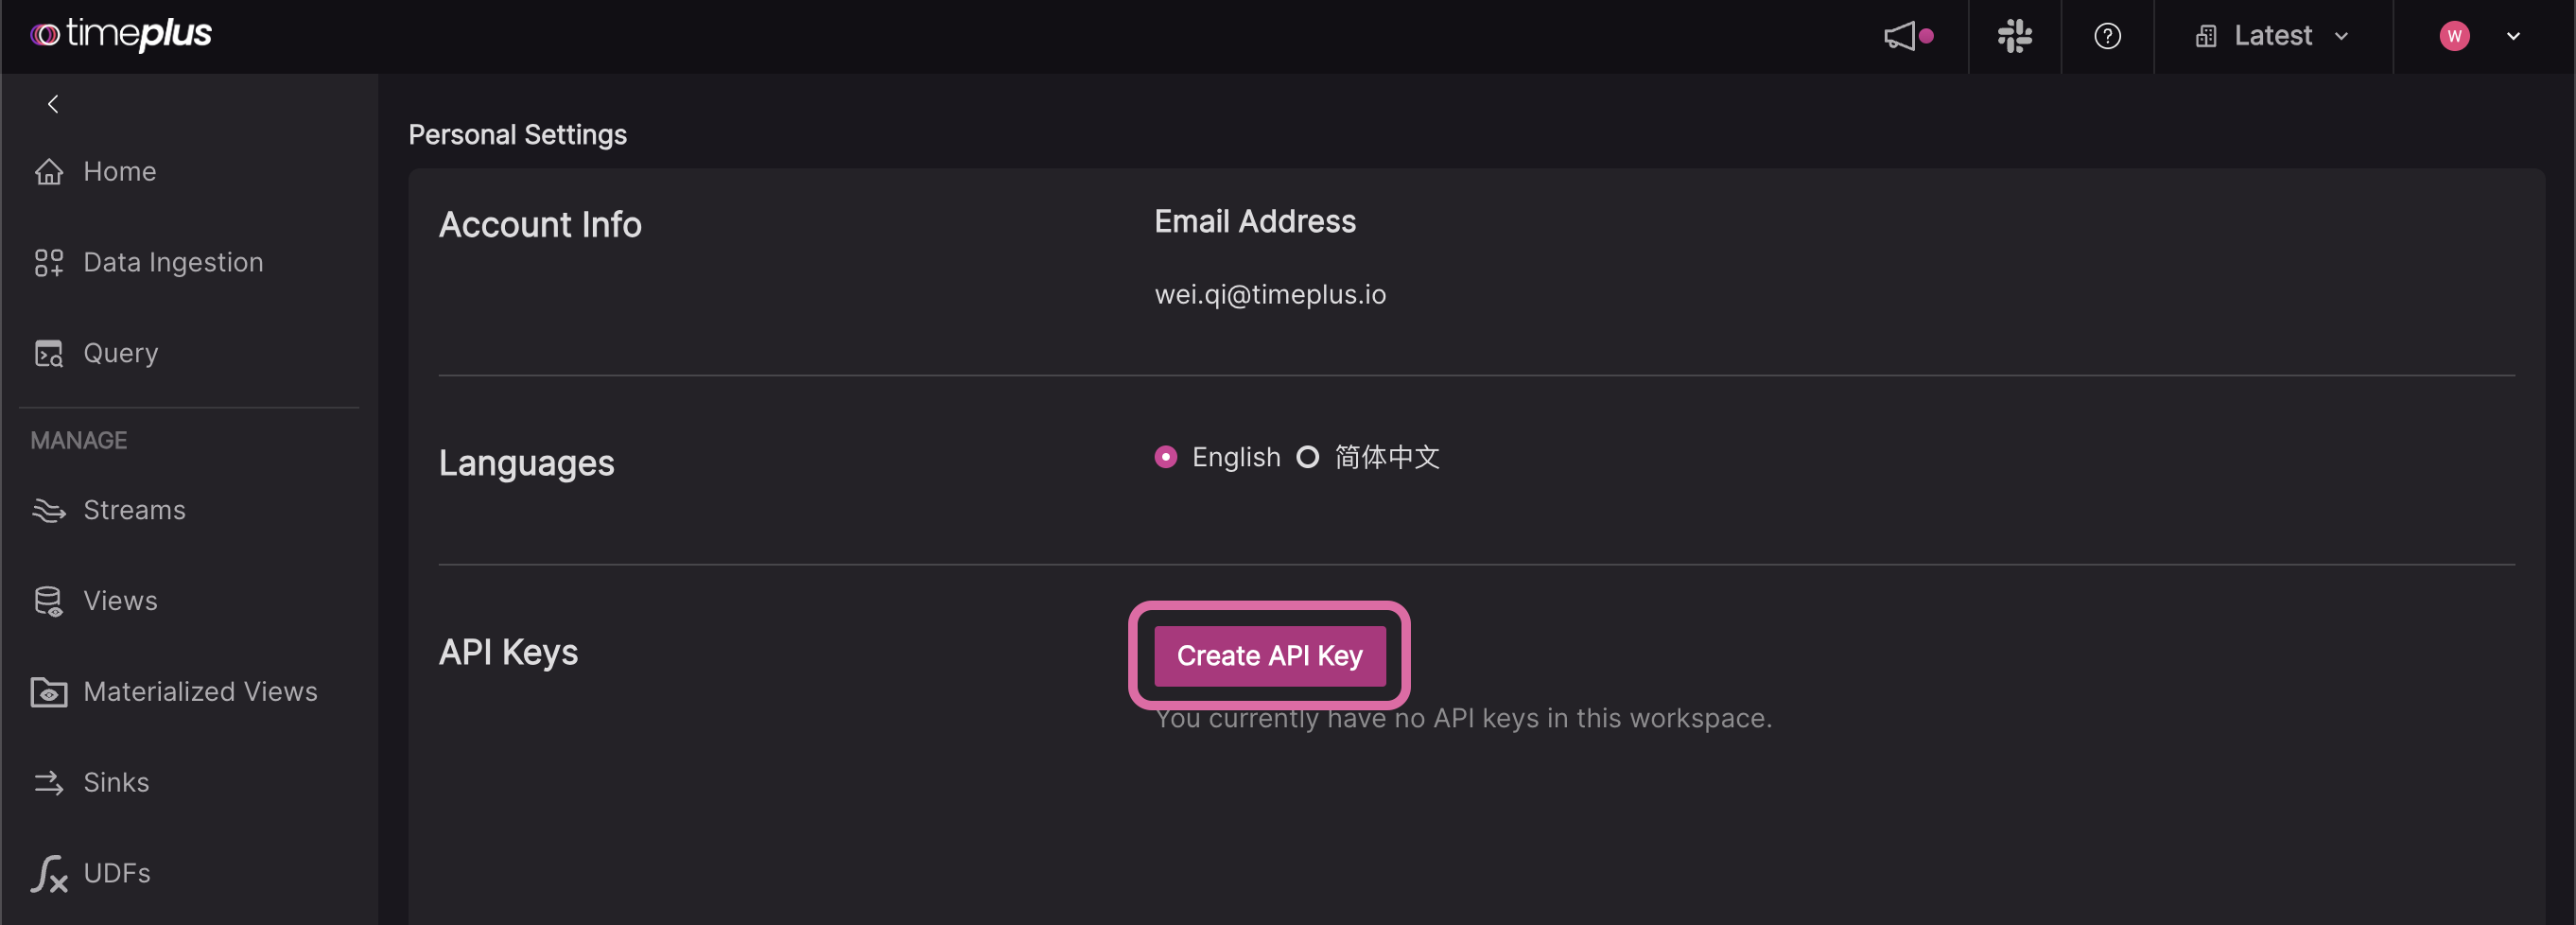 timeplus
Latest
W
Home
Data Ingestion
Query
MANAGE
Streams
Views
Materialized Views
Sinks
UDFs
Personal Settings
Account Info
Email Address
wei.qi@timeplus.io
Languages
English 简体中文
API Keys
Create API Key
You currently have no API keys in this workspace.